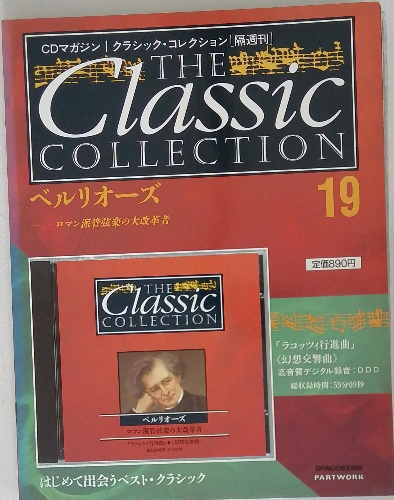 CDマガジン｜クラシック・コレクション［隔週刊］
THE
Classic
COLLECTION
ベルリオーズ
19
ロマン派管弦楽の大改革者
定価890円
THE
Classic
COLLECTION
ベルリオーズ
ロマン派管弦楽の大改革者
「ラコッツィ行進曲」
《幻想交響曲》
高音質デジタル録音：DDD
総収録時間：59分09秒
はじめて出会うベスト・クラシック
DEAGOSTINI
PARTWORK